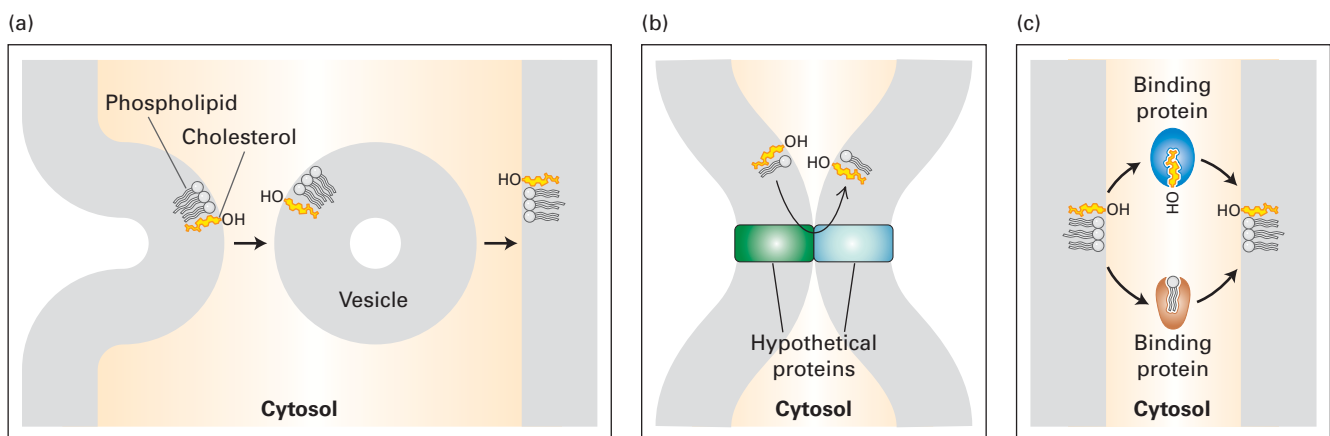 (a)
Phospholipid
Cholesterol
OH
HO
HO
Vesicle
Cytosol
(b)
OH
HO
Hypothetical
proteins
Cytosol
(c)
Binding
protein
OH
HO
HO
Binding
protein
Cytosol